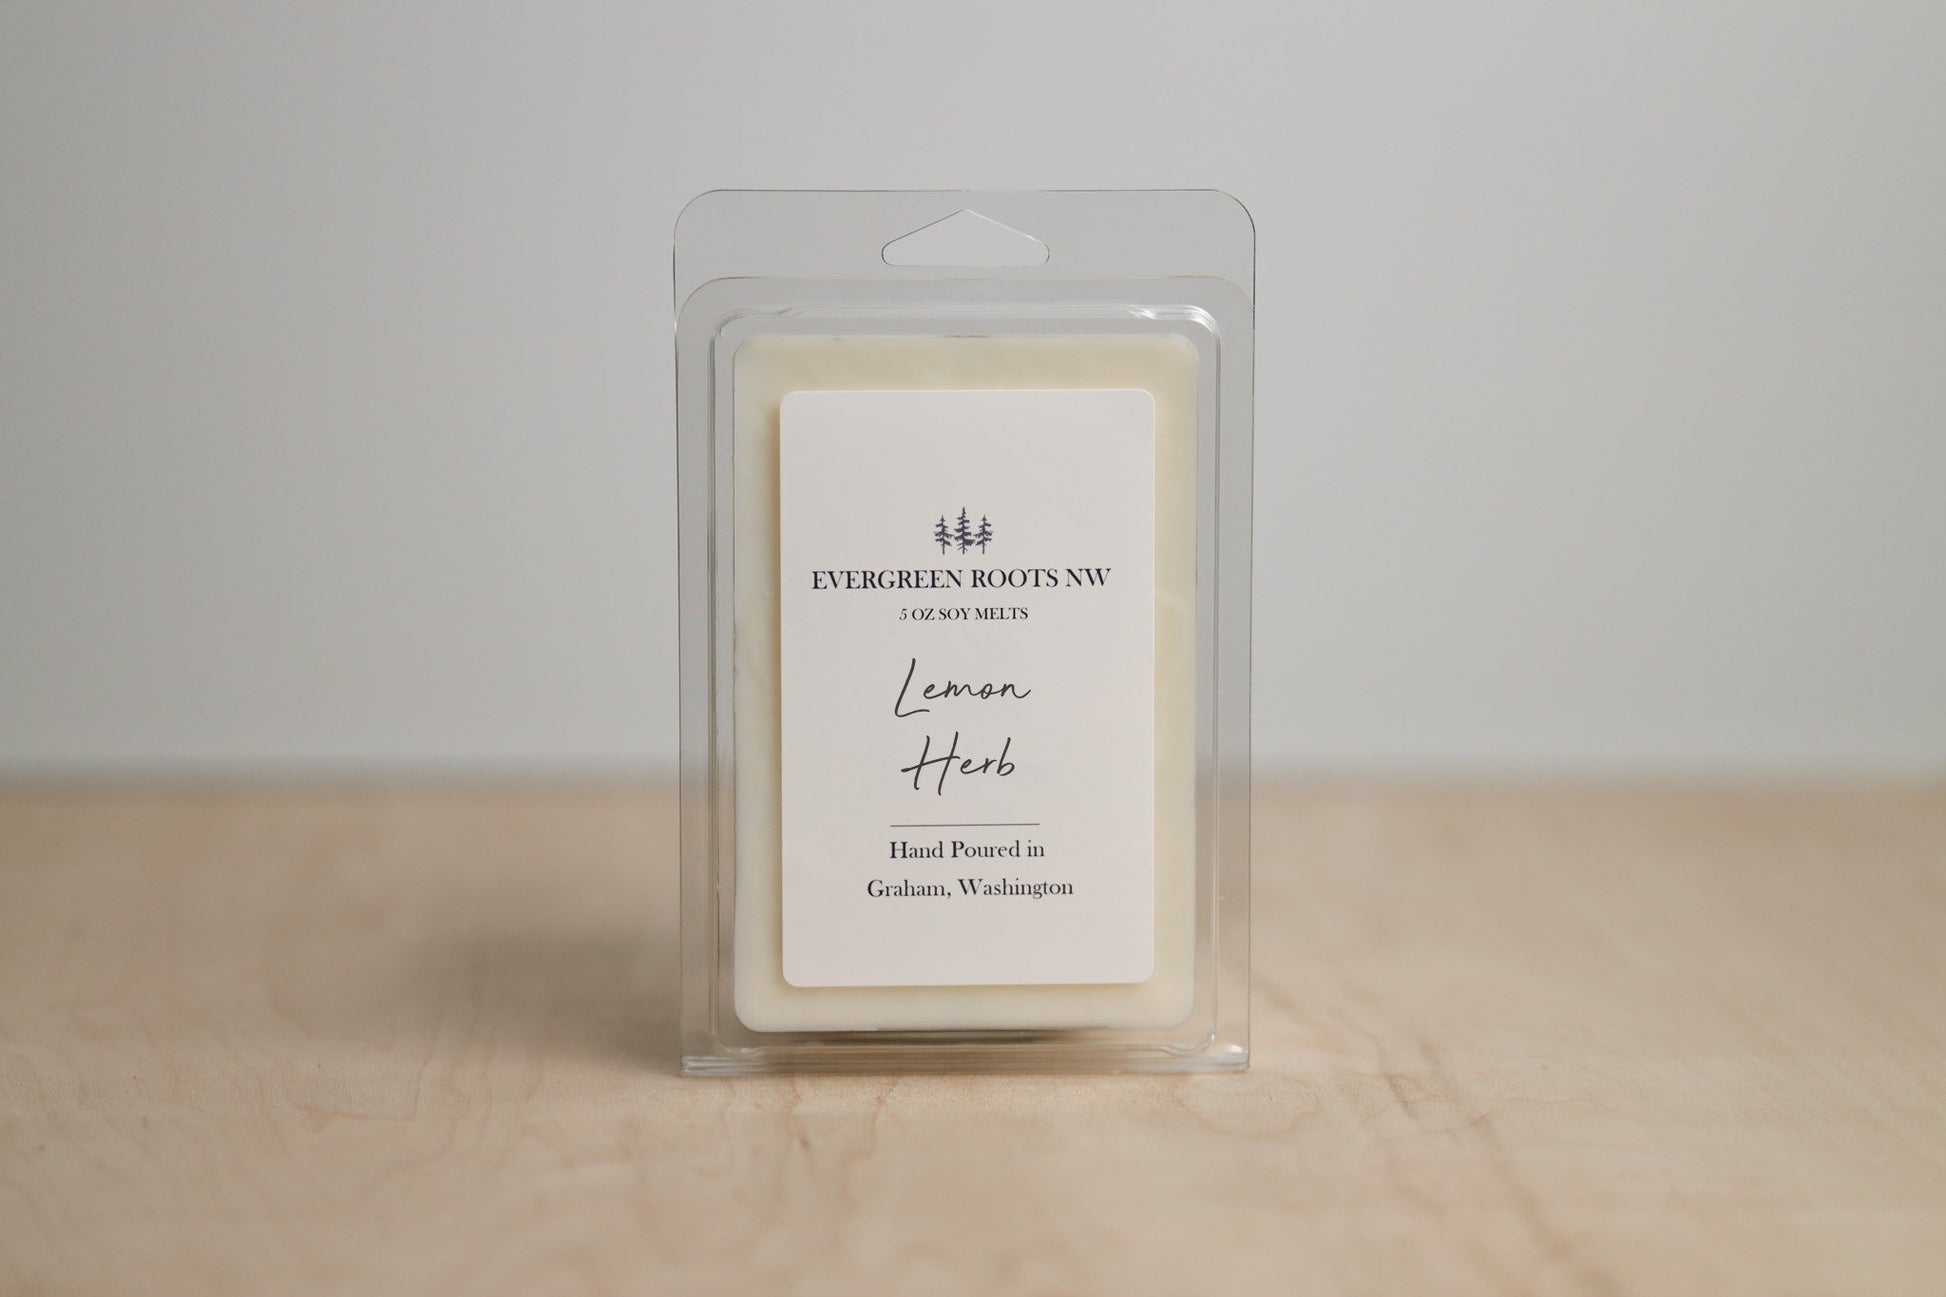 EVERGREEN ROOTS NW
5 OZ SOY MELTS
Lemon
Herb
Hand Poured in
Graham, Washington